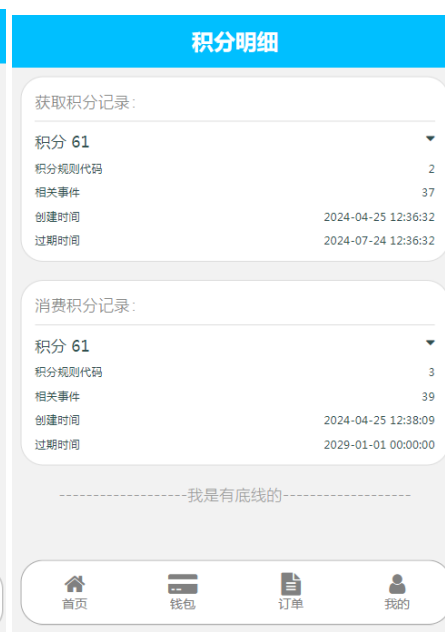 积分明细
获取积分记录:
积分 61
积分规则代码 2
相关事件 37
创建时间 2024-04-25 12:36:32
过期时间 2024-07-24 12:36:32
消费积分记录:
积分 61
积分规则代码 3
相关事件 39
创建时间 2024-04-25 12:38:09
过期时间 2029-01-01 00:00:00
------------------我是有底线的------------------
首页 钱包 订单 我的